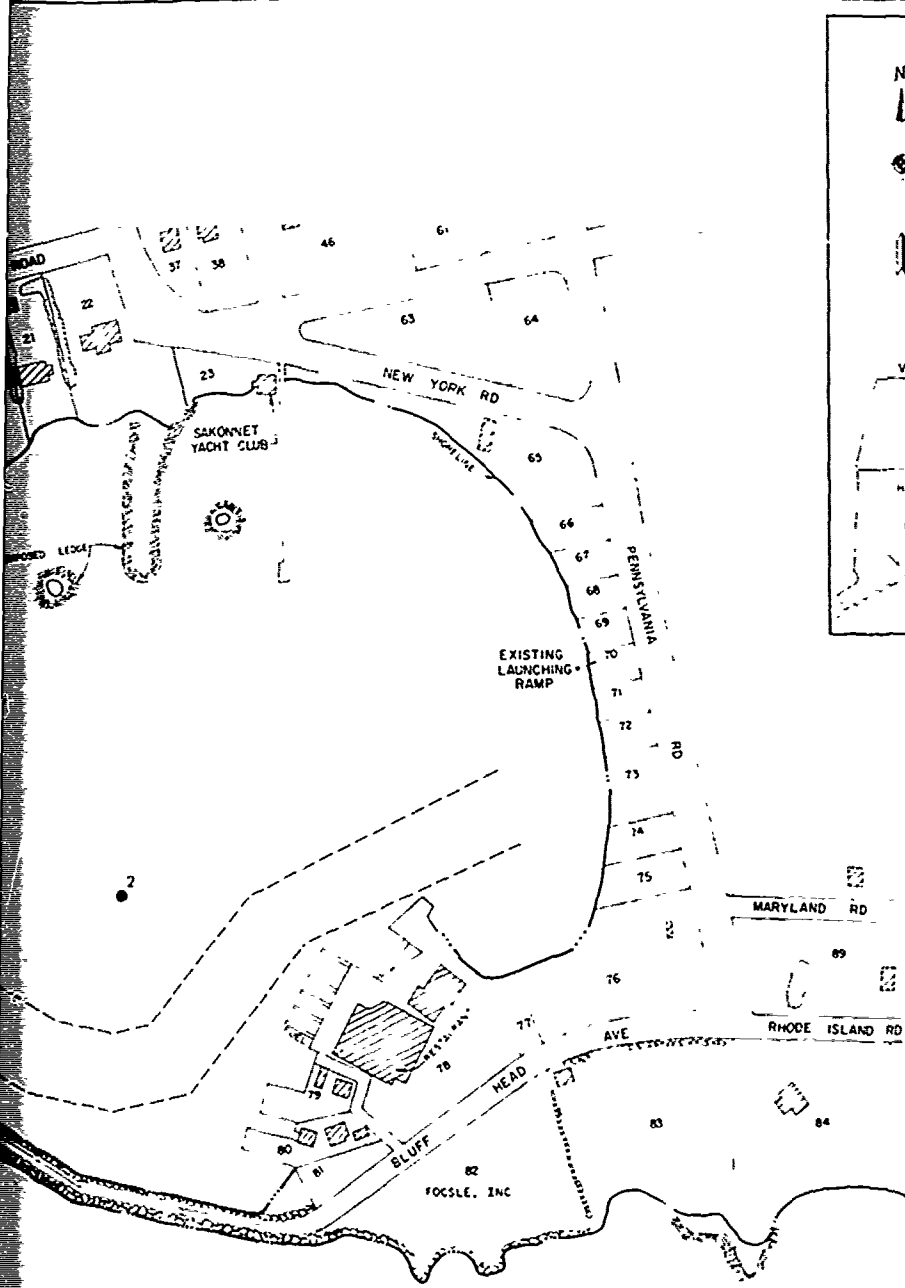 N
ROAD
37
38
46
61
22
21
63
64
23
NEW YORK RD
SAKONNET
YACHT CLUB
SHORELINE
65
66
67
68
69
70
71
72
73
74
75
PENNSYLVANIA
RD
LEDGE
EXISTING
LAUNCHING
RAMP
2
MARYLAND RD
89
76
77
RHODE ISLAND RD
RESTAURANT
78
79
80
81
BLUFF HEAD AVE
82
FOCSLE, INC
83
84